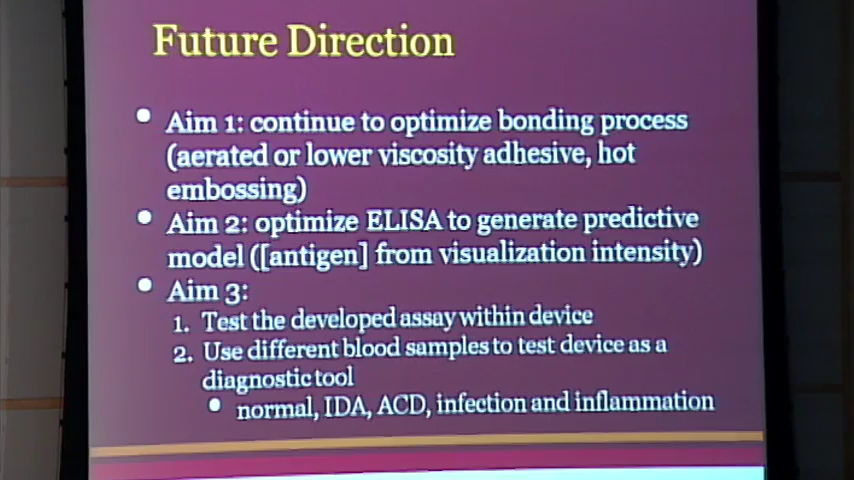 Future Direction
• Aim 1: continue to optimize bonding process
(aerated or lower viscosity adhesive, hot
embossing)
• Aim 2: optimize ELISA to generate predictive
model ([antigen] from visualization intensity)
• Aim 3:
1. Test the developed assay within device
2. Use different blood samples to test device as a
diagnostic tool
• normal, IDA, ACD, infection and inflammation